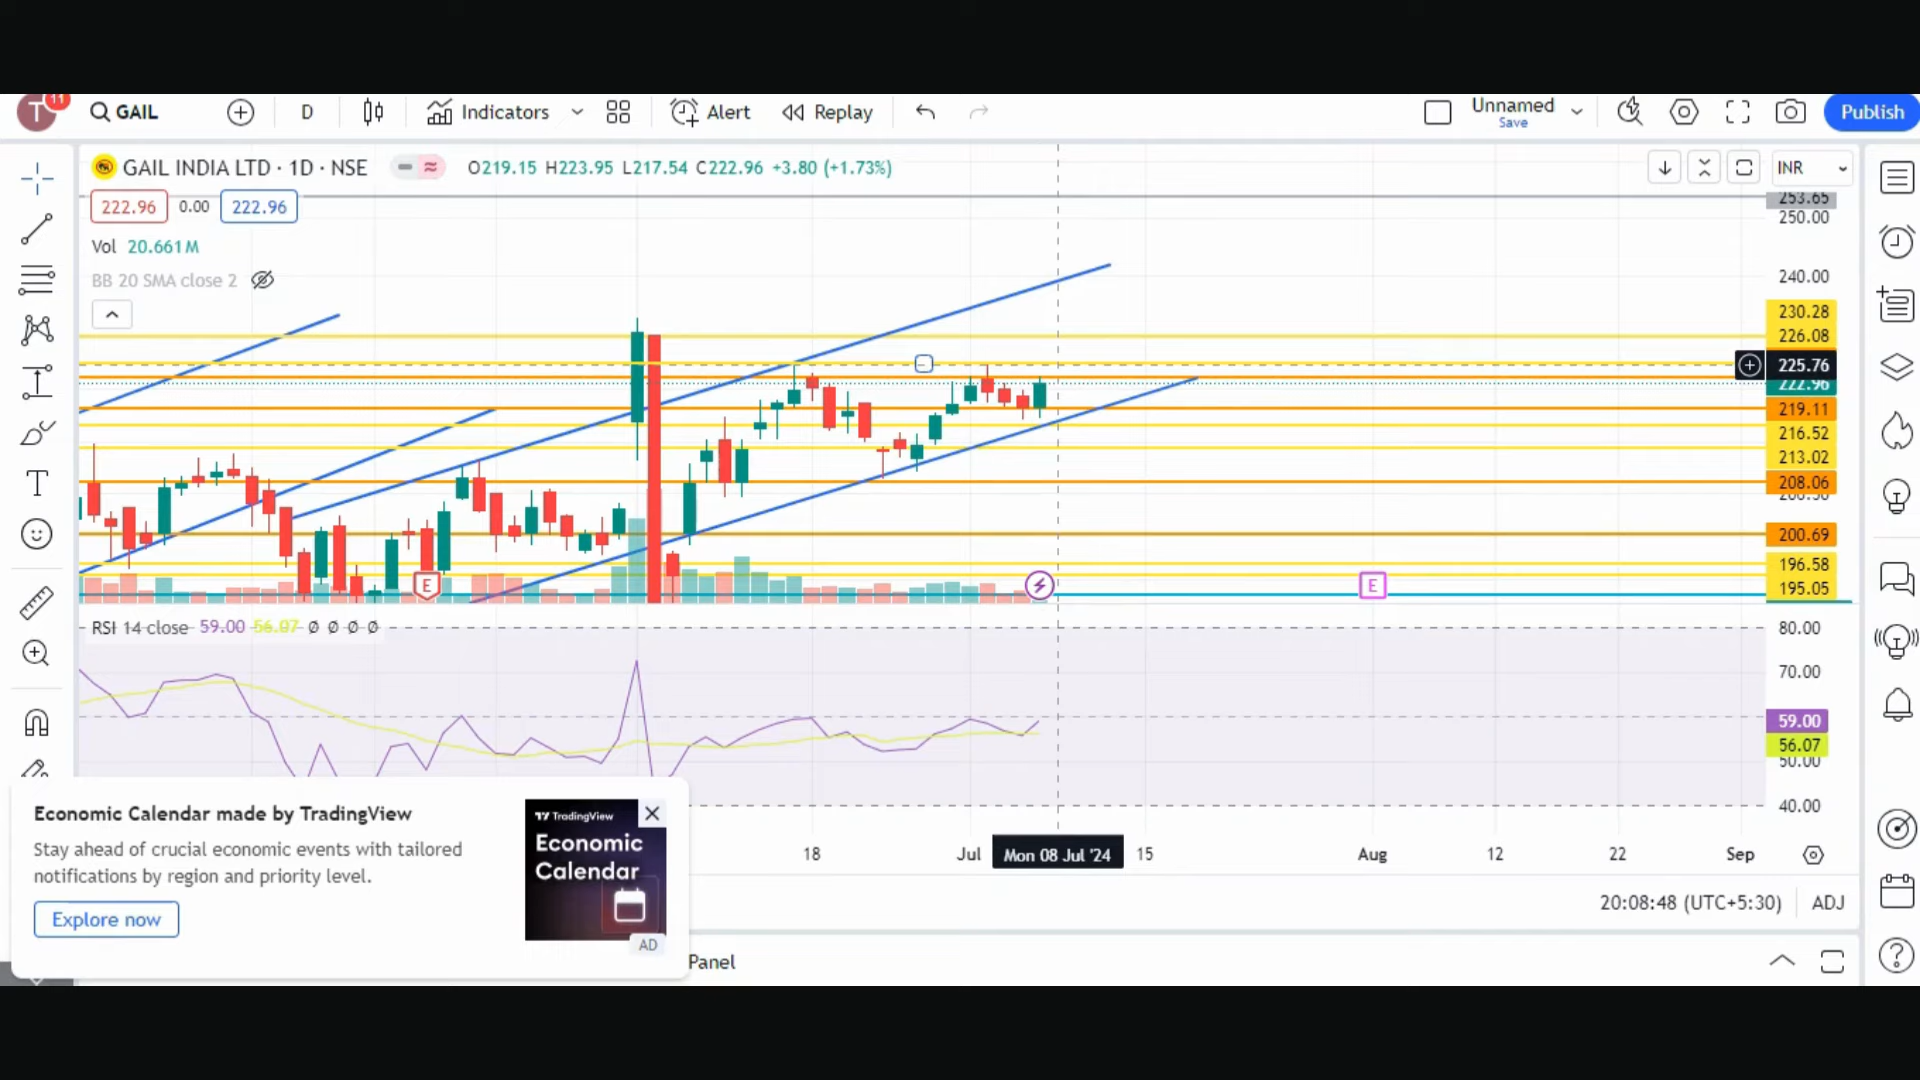 T 11 GAIL D Indicators Alert Replay Unnamed Publish
Save
GAIL INDIA LTD · 1D · NSE O219.15 H223.95 L217.54 C222.96 +3.80 (+1.73%) INR
222.96 0.00 222.96
Vol 20.661M
BB 20 SMA close 2
253.65
250.00
240.00
230.28
226.08
225.76
222.96
219.11
216.52
213.02
208.06
200.69
196.58
195.05
E E
RSI 14 close 59.00 56.07 Ø Ø Ø Ø
80.00
70.00
59.00
56.07
50.00
40.00
18 Jul Mon 08 Jul '24 15 Aug 12 22 Sep
Economic Calendar made by TradingView
Stay ahead of crucial economic events with tailored
notifications by region and priority level.
Explore now
TradingView
Economic
Calendar
AD
20:08:48 (UTC+5:30) ADJ
Panel